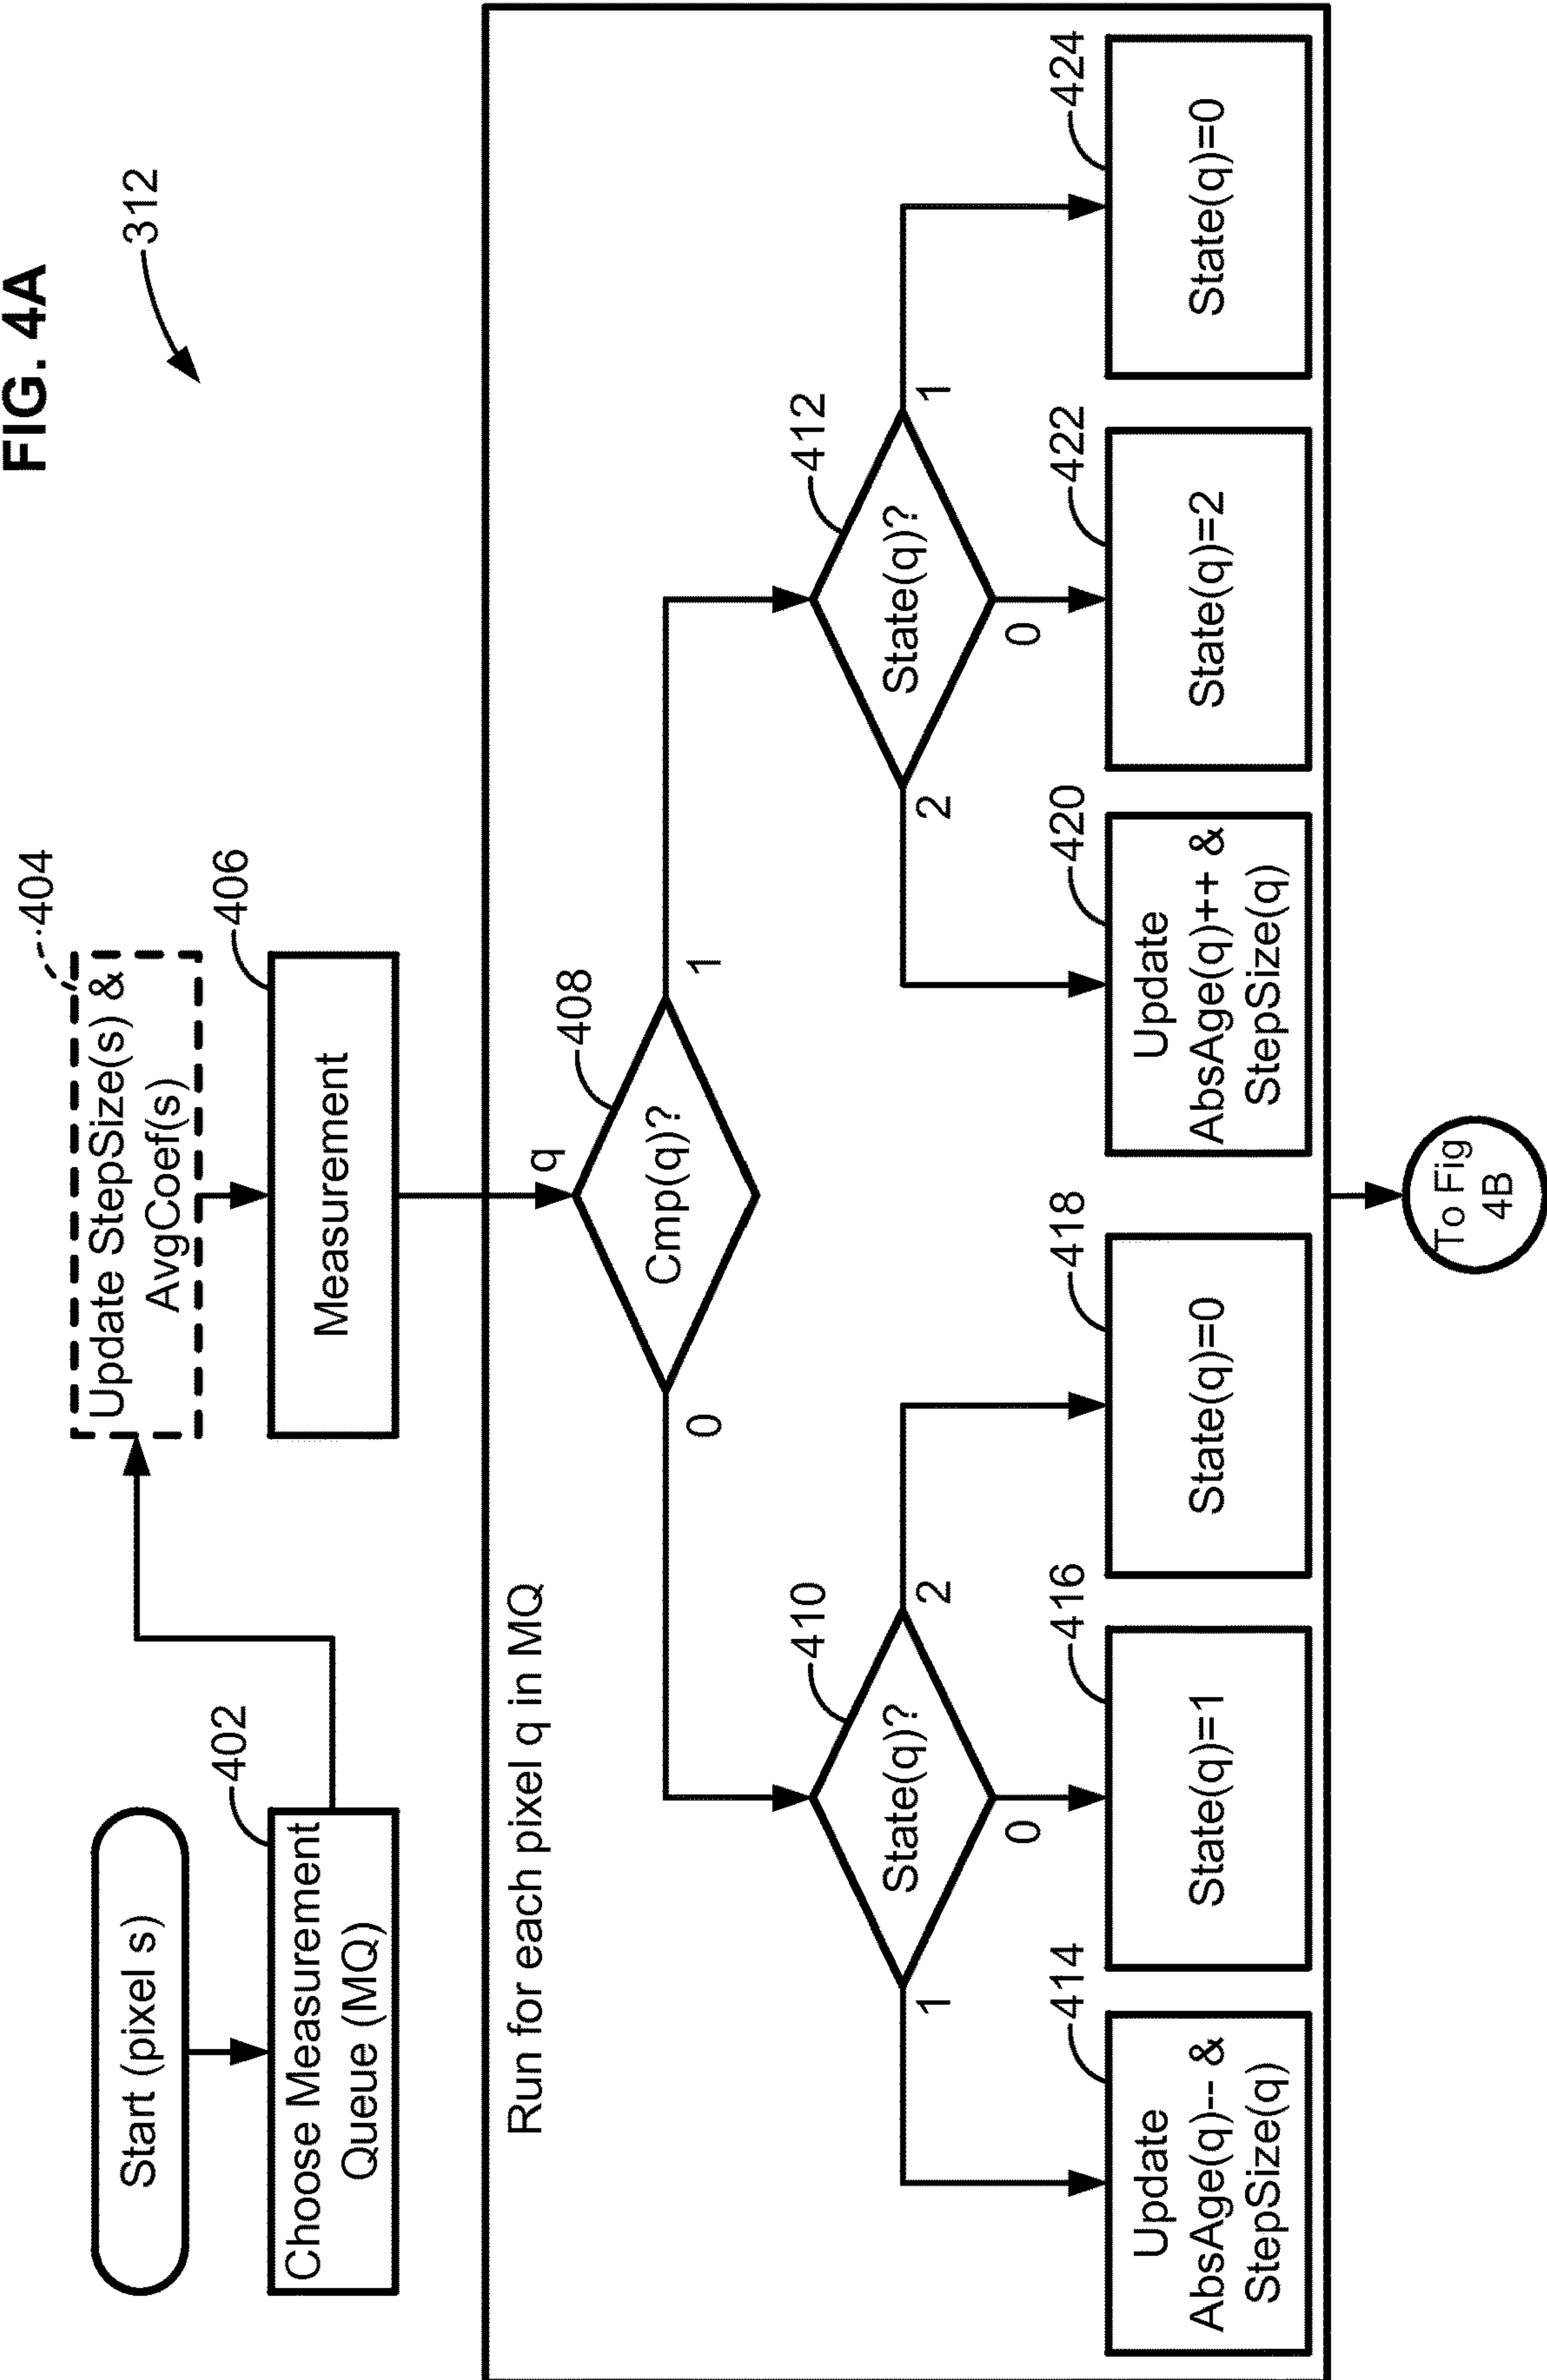 FIG. 4A
312
Start (pixel s)
402
Choose Measurement
Queue (MQ)
404
Update StepSize(s) &
AvgCoef(s)
406
Measurement
Run for each pixel q in MQ
q
408
Cmp(q)?
0
1
410
State(q)?
1
0
2
412
State(q)?
2
0
1
414
Update
AbsAge(q)-- &
StepSize(q)
416
State(q)=1
418
State(q)=0
420
Update
AbsAge(q)++ &
StepSize(q)
422
State(q)=2
424
State(q)=0
To Fig
4B